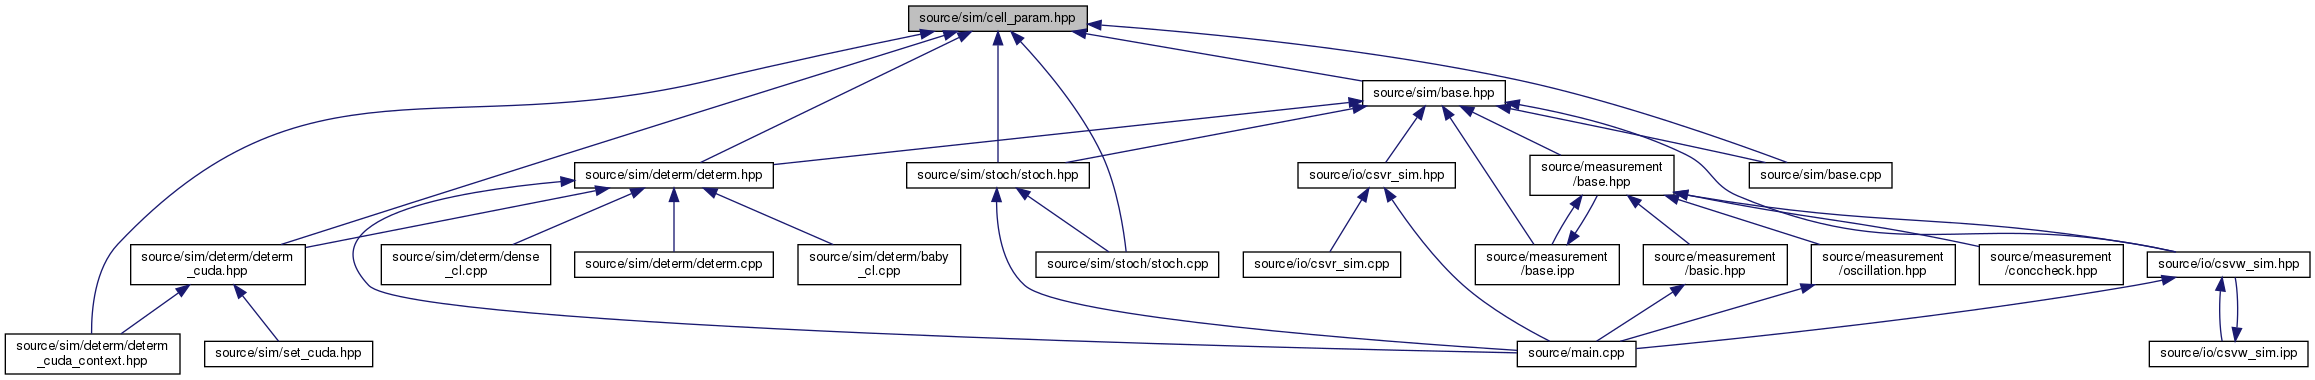 source/sim/cell_param.hpp
source/sim/base.hpp
source/sim/determ/determ.hpp
source/sim/stoch/stoch.hpp
source/io/csvr_sim.hpp
source/measurement
/base.hpp
source/sim/base.cpp
source/sim/determ/determ
_cuda.hpp
source/sim/determ/dense
_cl.cpp
source/sim/determ/determ.cpp
source/sim/determ/baby
_cl.cpp
source/sim/stoch/stoch.cpp
source/io/csvr_sim.cpp
source/measurement
/base.ipp
source/measurement
/basic.hpp
source/measurement
/oscillation.hpp
source/measurement
/conccheck.hpp
source/io/csvw_sim.hpp
source/sim/determ/determ
_cuda_context.hpp
source/sim/set_cuda.hpp
source/main.cpp
source/io/csvw_sim.ipp